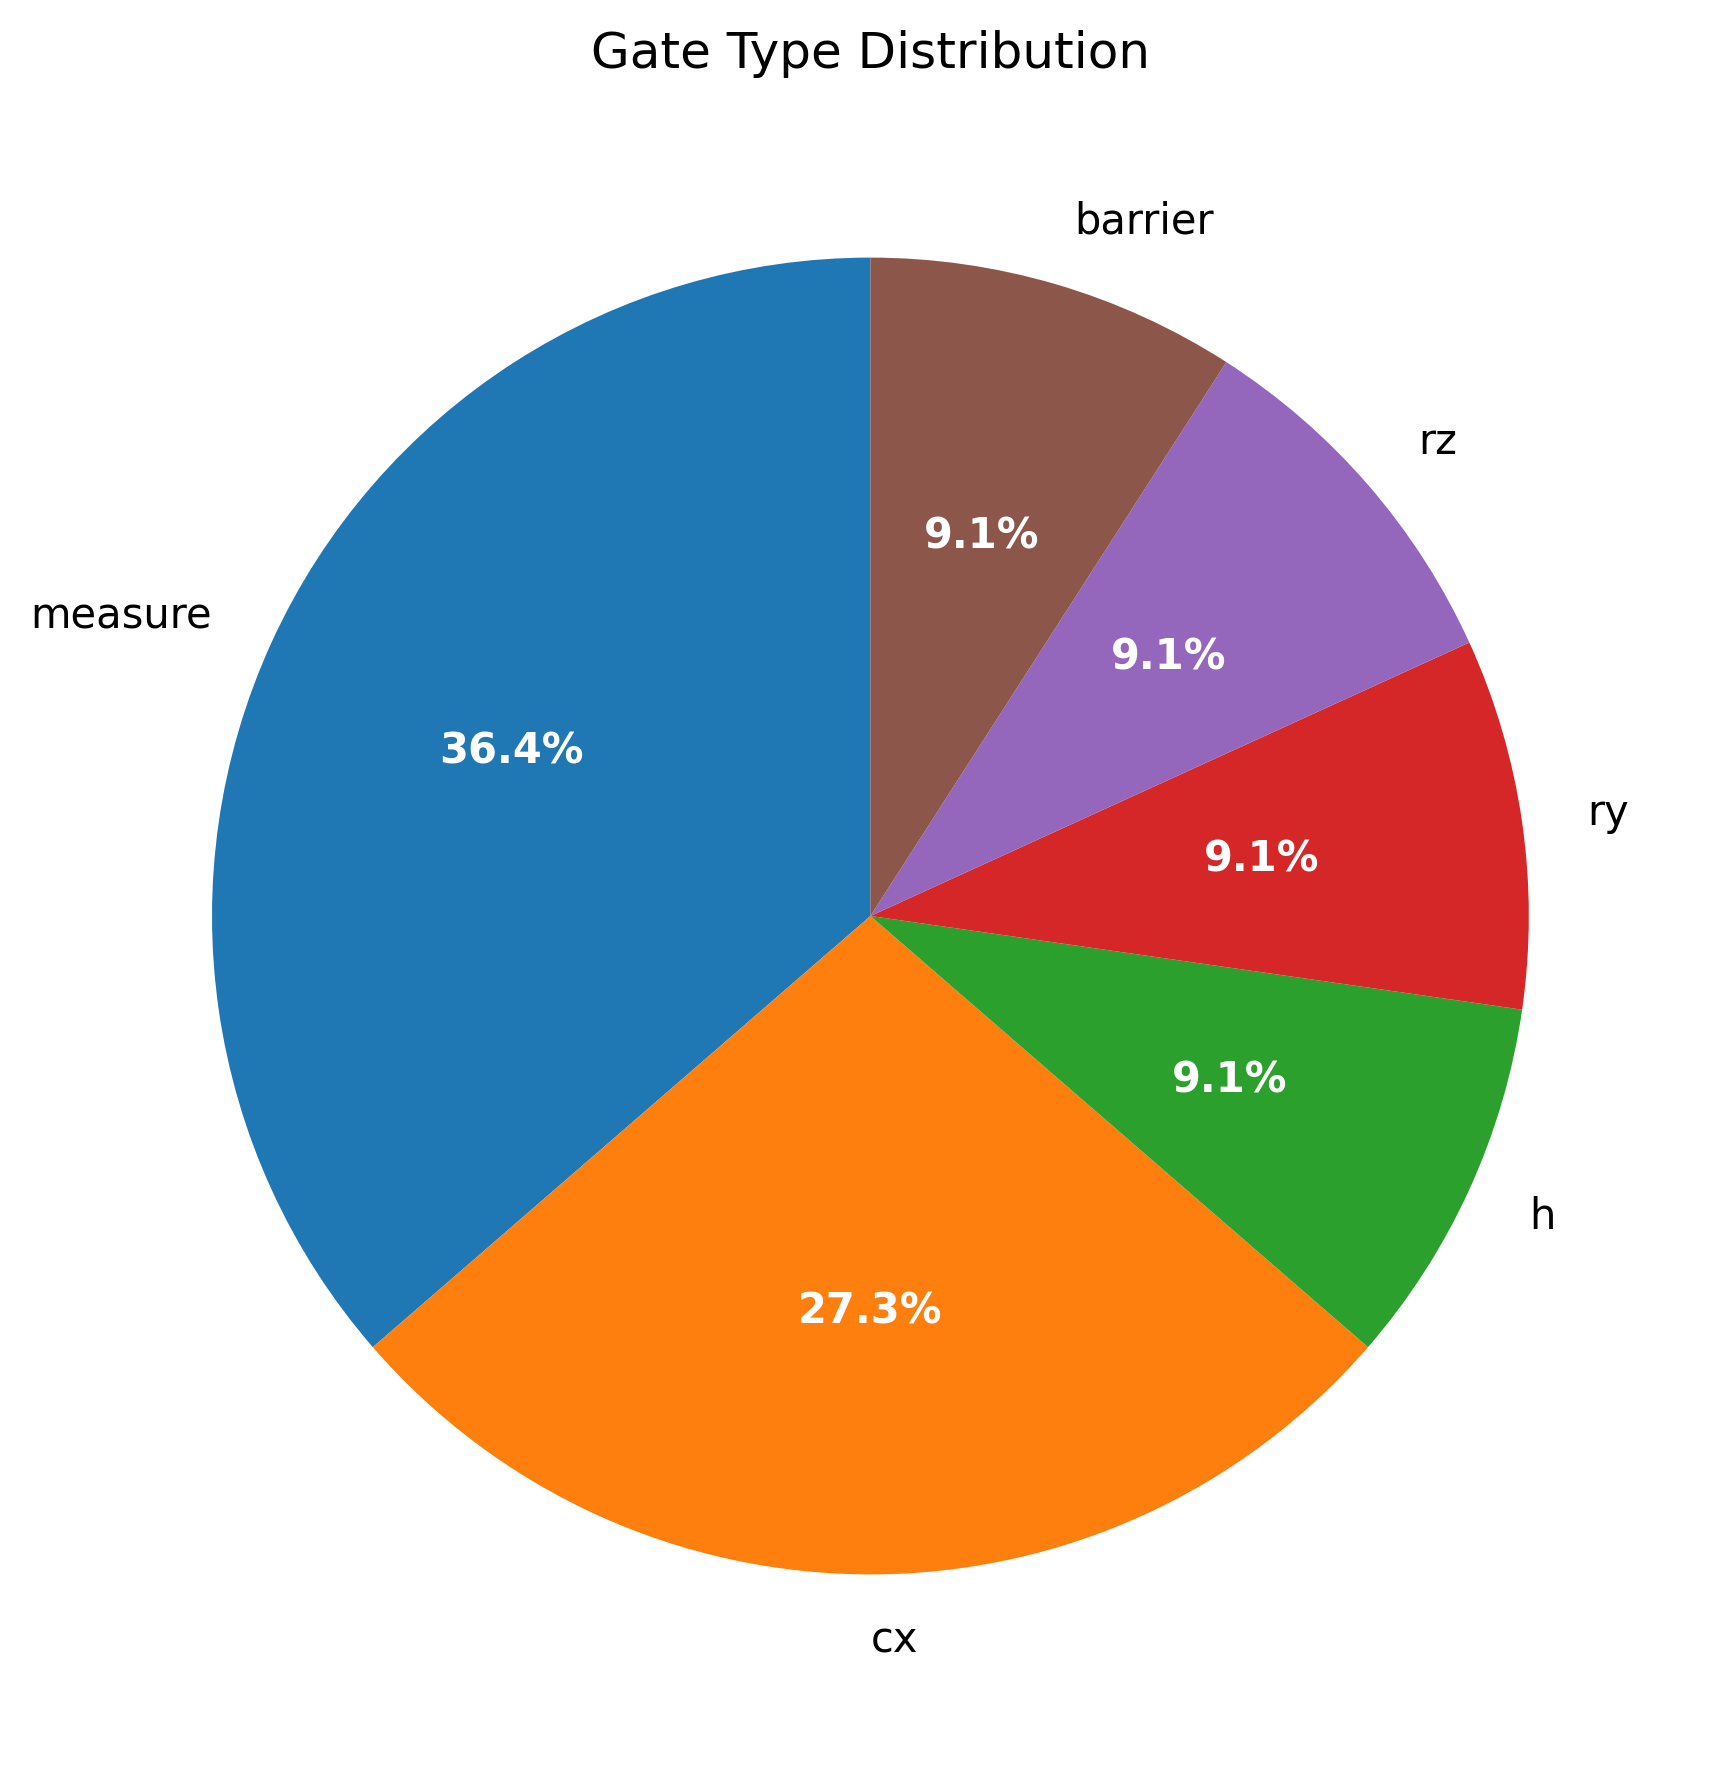 Gate Type Distribution
barrier
rz
measure
ry
h
cx
9.1%
9.1%
36.4%
9.1%
9.1%
27.3%